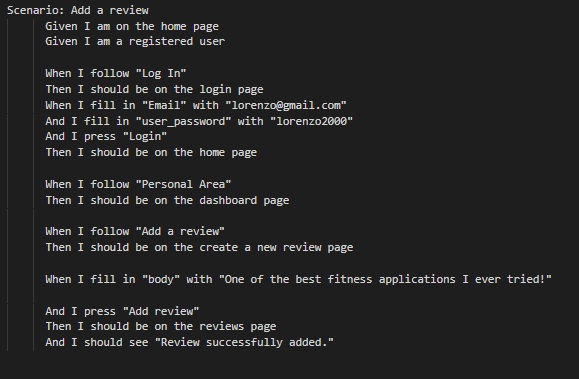 Scenario: Add a review
Given I am on the home page
Given I am a registered user
When I follow "Log In"
Then I should be on the login page
When I fill in "Email" with "lorenzo@gmail.com"
And I fill in "user_password" with "lorenzo2000"
And I press "Login"
Then I should be on the home page
When I follow "Personal Area"
Then I should be on the dashboard page
When I follow "Add a review"
Then I should be on the create a new review page
When I fill in "body" with "One of the best fitness applications I ever tried!"
And I press "Add review"
Then I should be on the reviews page
And I should see "Review successfully added."